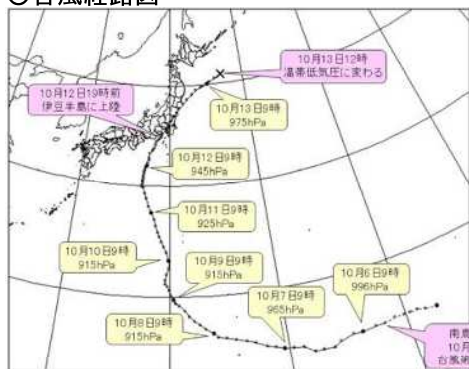 ○台風経路図
10月13日12時
温帯低気圧に変わる
10月12日19時前
伊豆半島に上陸
10月13日9時
975hPa
10月12日9時
945hPa
10月11日9時
925hPa
10月10日9時
915hPa
10月9日9時
915hPa
10月6日9時
996hPa
10月7日9時
965hPa
10月8日9時
915hPa
南鳥
10月
台風第